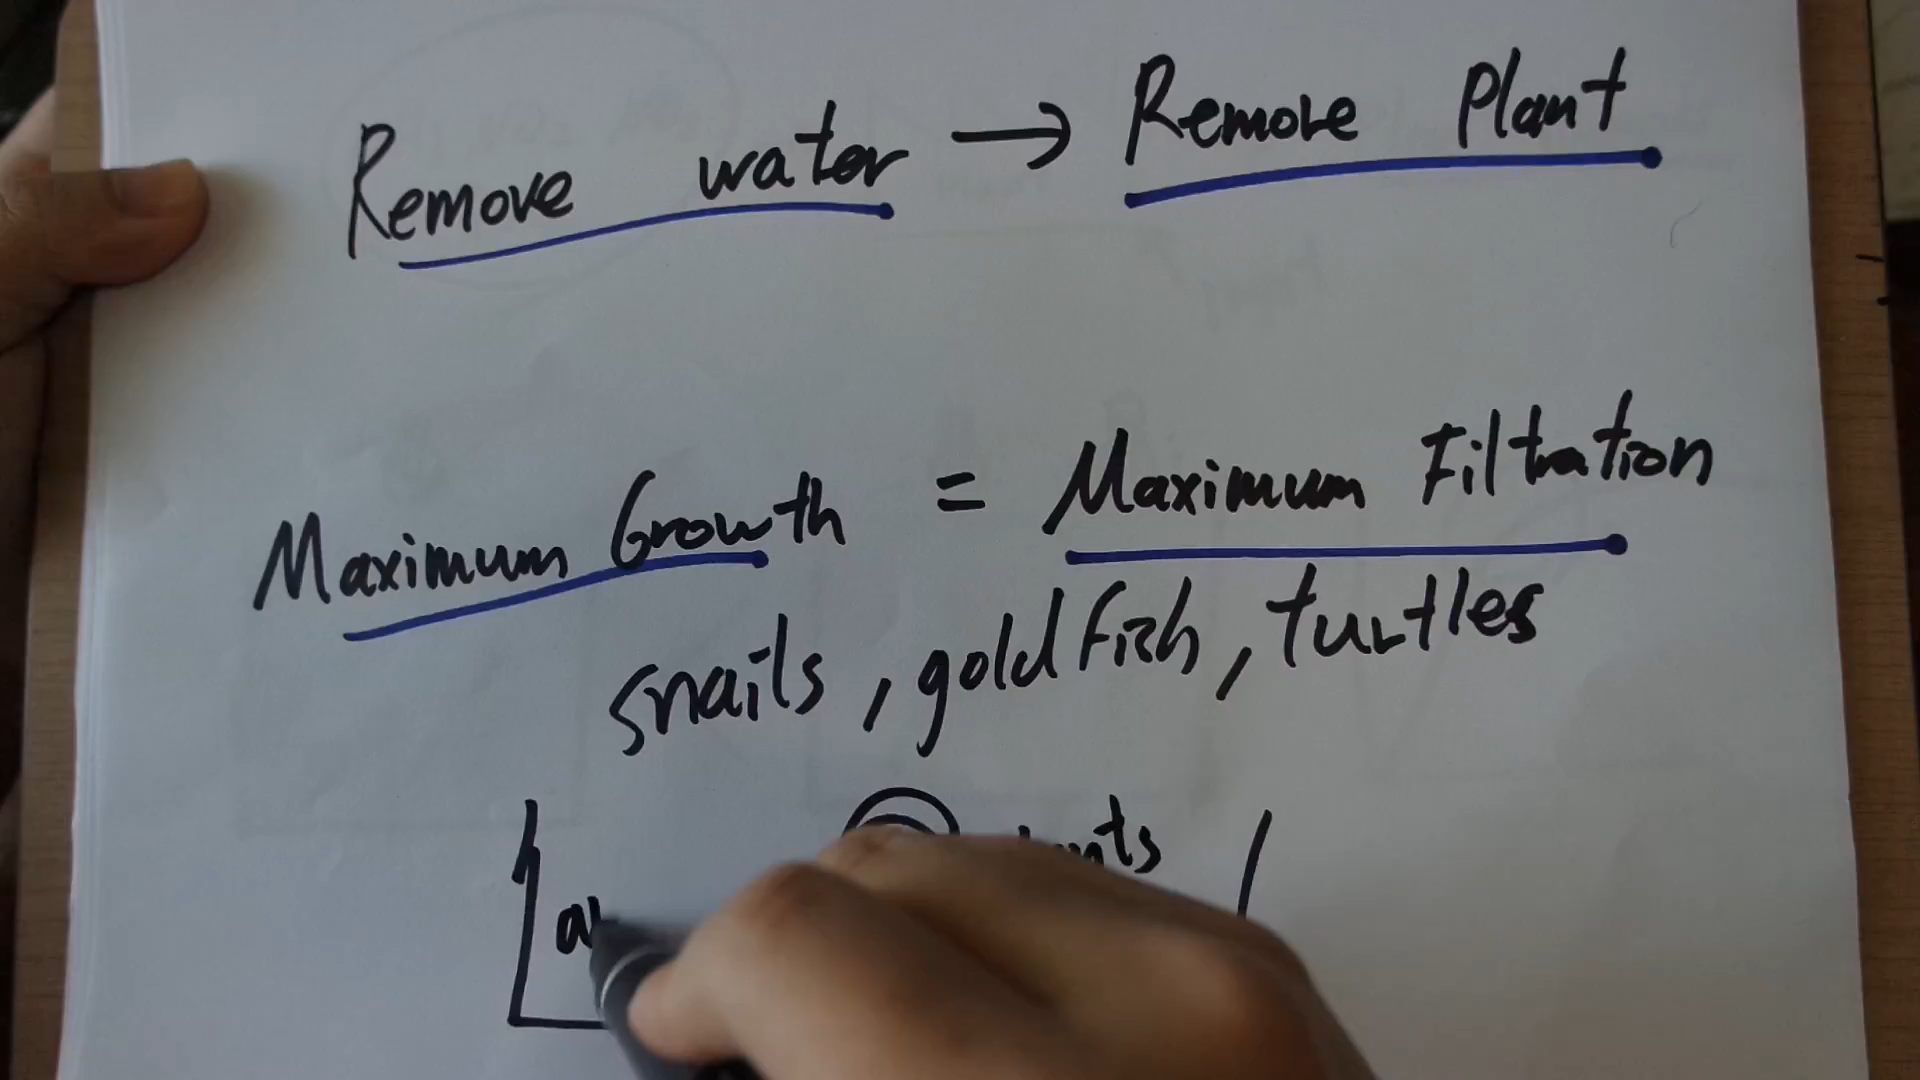 Remove water → Remove Plant
Maximum Growth = Maximum Filtration
snails, goldfish, turtles